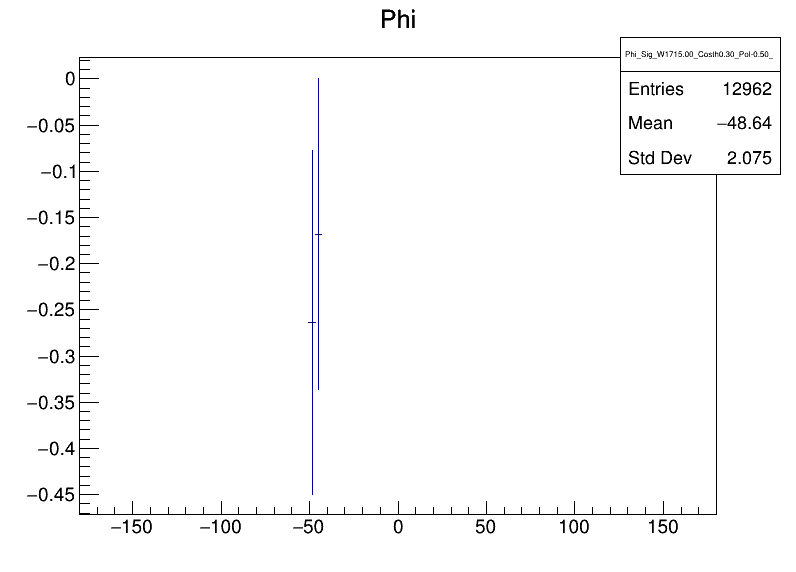 Phi
Phi_Sig_W1715.00_Costh0.30_Pol-0.50_
Entries 12962
Mean −48.64
Std Dev 2.075
0
−0.05
−0.1
−0.15
−0.2
−0.25
−0.3
−0.35
−0.4
−0.45
−150 −100 −50 0 50 100 150